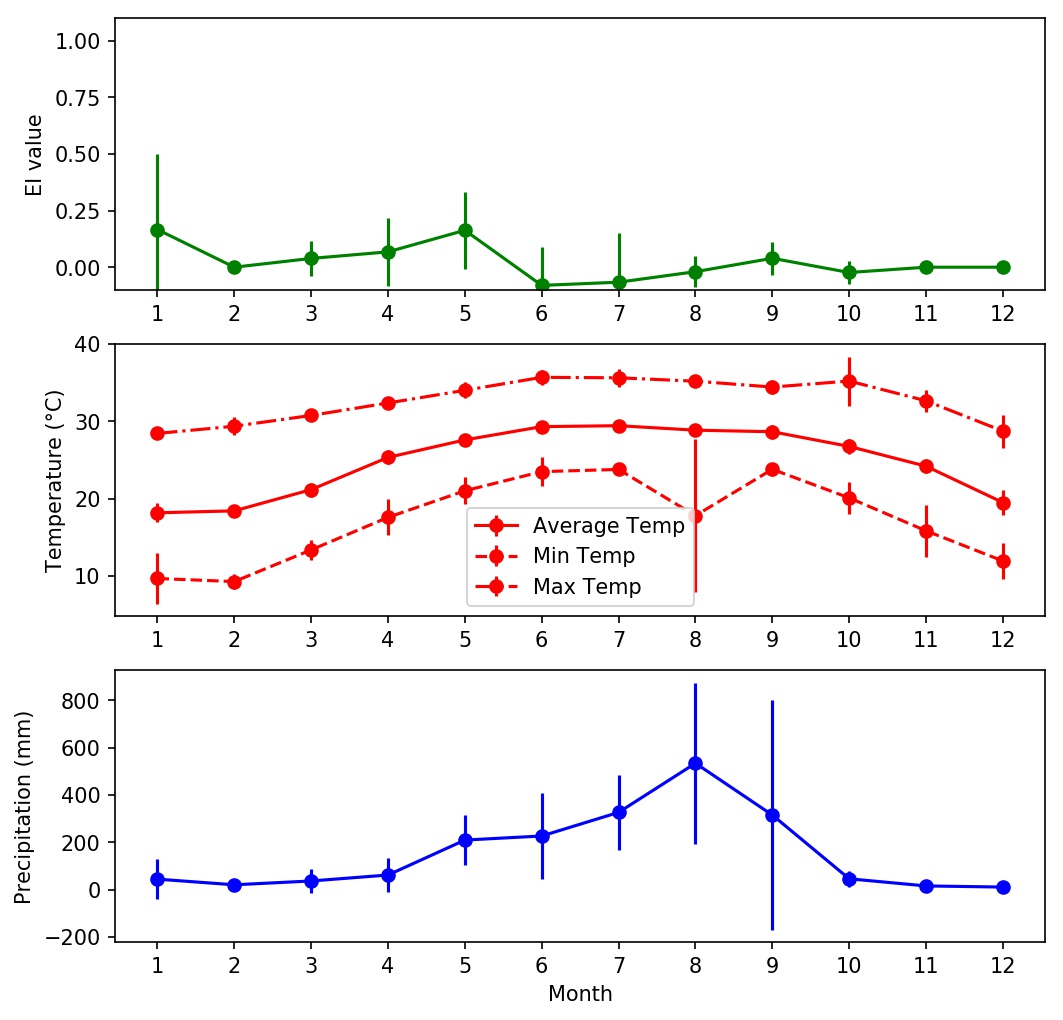 EI value
1.00
0.75
0.50
0.25
0.00
1 2 3 4 5 6 7 8 9 10 11 12
Temperature (°C)
40
30
20
10
Average Temp
Min Temp
Max Temp
1 2 3 4 5 6 7 8 9 10 11 12
Precipitation (mm)
800
600
400
200
0
−200
1 2 3 4 5 6 7 8 9 10 11 12
Month